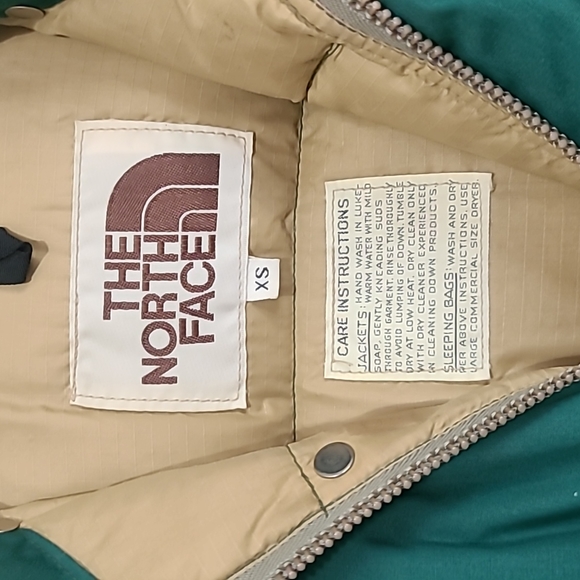 THE
NORTH
FACE
XS
CARE INSTRUCTIONS
JACKETS: HAND WASH IN LUKE-
WARM WATER WITH MILD
SOAP, GENTLY KNEADING SUDS
THROUGH GARMENT, RINSE THOROUGHLY
TO AVOID LUMPING OF DOWN, TUMBLE
DRY AT LOW HEAT. DRY CLEAN ONLY
WITH DRY CLEANER EXPERIENCED
IN CLEANING DOWN PRODUCTS.
SLEEPING BAGS: WASH AND DRY
PER ABOVE INSTRUCTIONS. USE
LARGE COMMERCIAL SIZE DRYER.